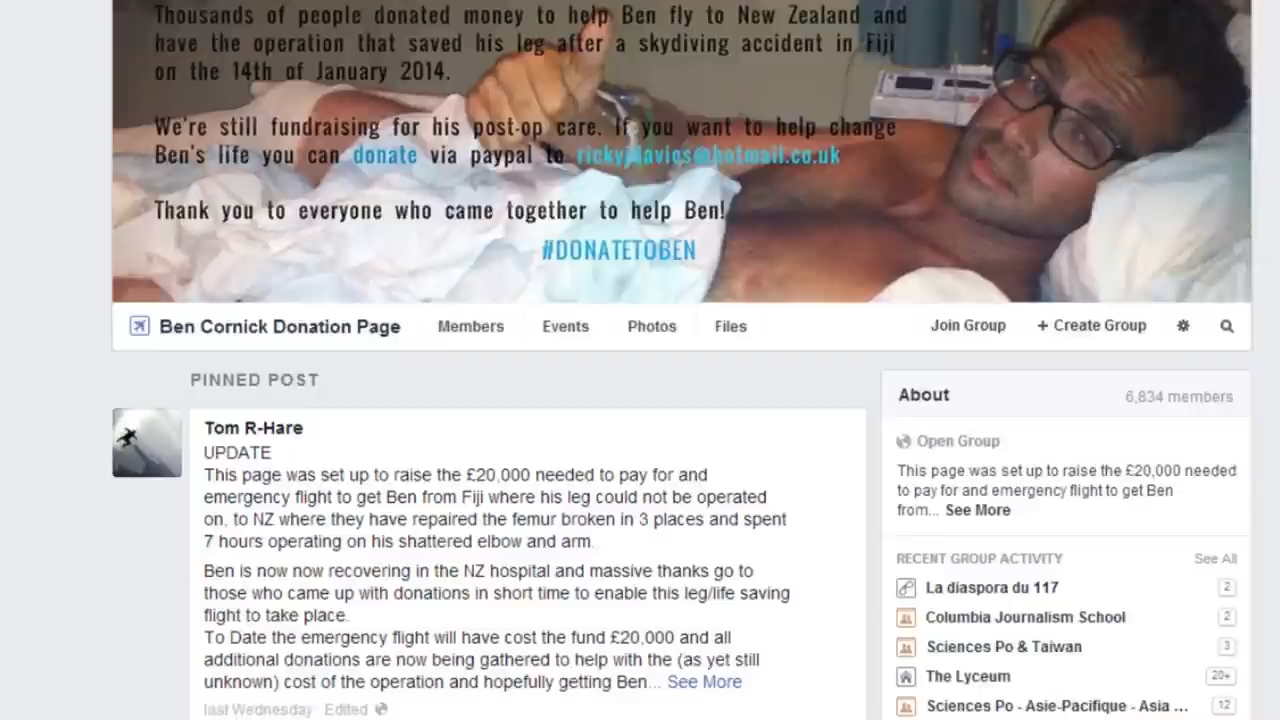 Thousands of people donated money to help Ben fly to New Zealand and
have the operation that saved his leg after a skydiving accident in Fiji
on the 14th of January 2014.
We're still fundraising for his post-op care. If you want to help change
Ben's life you can donate via paypal to rickyjdavies@hotmail.co.uk
Thank you to everyone who came together to help Ben!
#DONATETOBEN
Ben Cornick Donation Page Members Events Photos Files Join Group + Create Group
PINNED POST
Tom R-Hare
UPDATE
This page was set up to raise the £20,000 needed to pay for and
emergency flight to get Ben from Fiji where his leg could not be operated
on, to NZ where they have repaired the femur broken in 3 places and spent
7 hours operating on his shattered elbow and arm.
Ben is now now recovering in the NZ hospital and massive thanks go to
those who came up with donations in short time to enable this leg/life saving
flight to take place.
To Date the emergency flight will have cost the fund £20,000 and all
additional donations are now being gathered to help with the (as yet still
unknown) cost of the operation and hopefully getting Ben... See More
last Wednesday · Edited
About 6,834 members
Open Group
This page was set up to raise the £20,000 needed
to pay for and emergency flight to get Ben
from... See More
RECENT GROUP ACTIVITY See All
La diaspora du 117 2
Columbia Journalism School 2
Sciences Po & Taiwan 3
The Lyceum 20+
Sciences Po - Asie-Pacifique - Asia ... 12